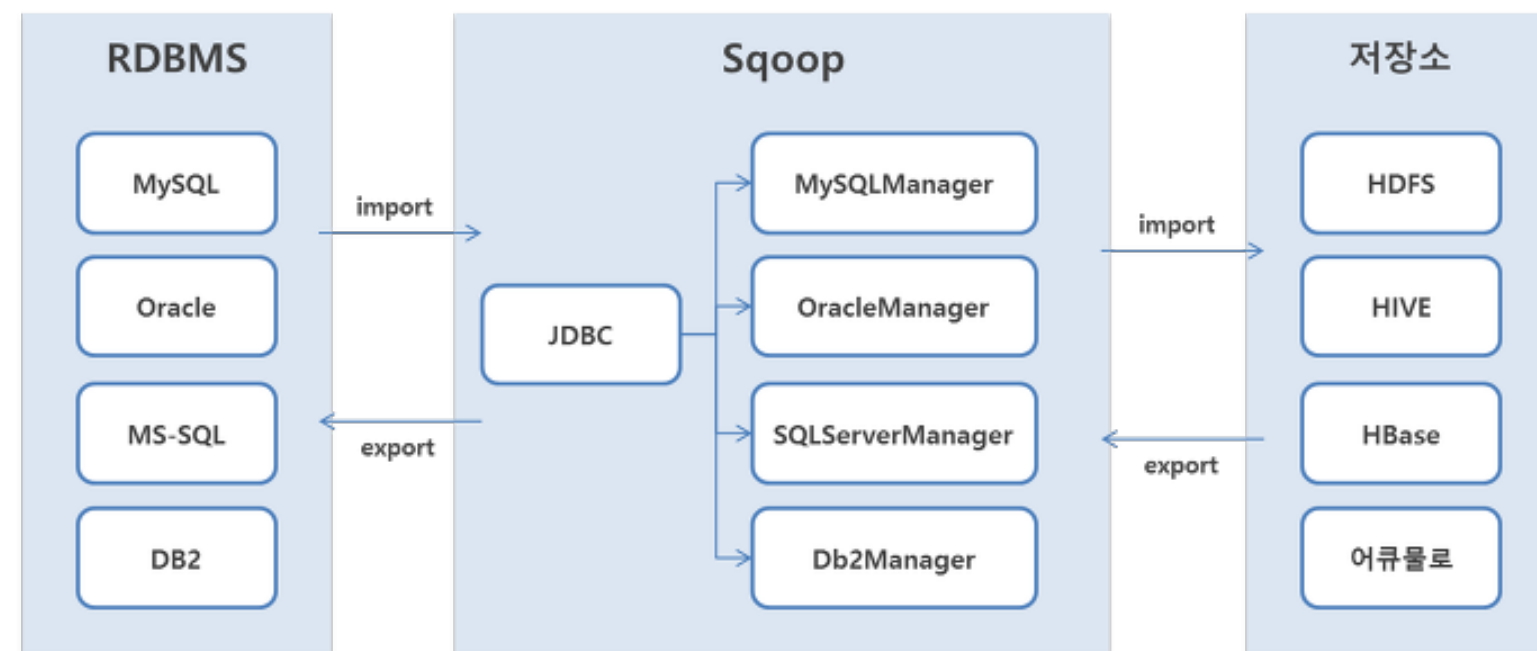 RDBMS
MySQL
Oracle
MS-SQL
DB2
import
export
Sqoop
JDBC
MySQLManager
OracleManager
SQLServerManager
Db2Manager
import
export
저장소
HDFS
HIVE
HBase
어큐물로